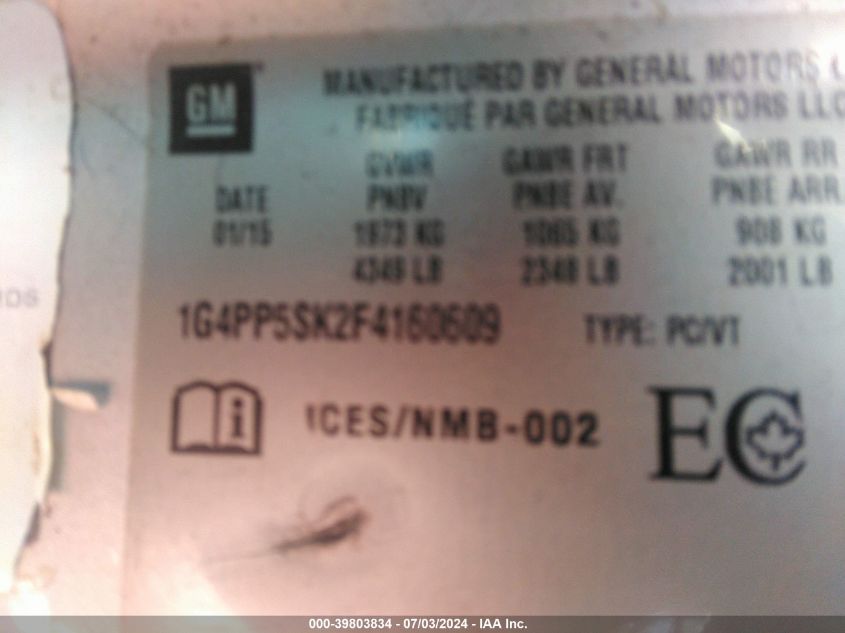 GM
MANUFACTURED BY GENERAL MOTORS
FABRIQUÉ PAR GENERAL MOTORS LLC
GVWR GAWR FRT GAWR RR
DATE PNBV PNBE AV. PNBE ARR.
01/15 1973 KG 1065 KG 908 KG
4349 LB 2348 LB 2001 LB
1G4PP5SK2F4160609 TYPE: PC/VT
ICES/NMB-002 EC
000-39803834 - 07/03/2024 - IAA Inc.